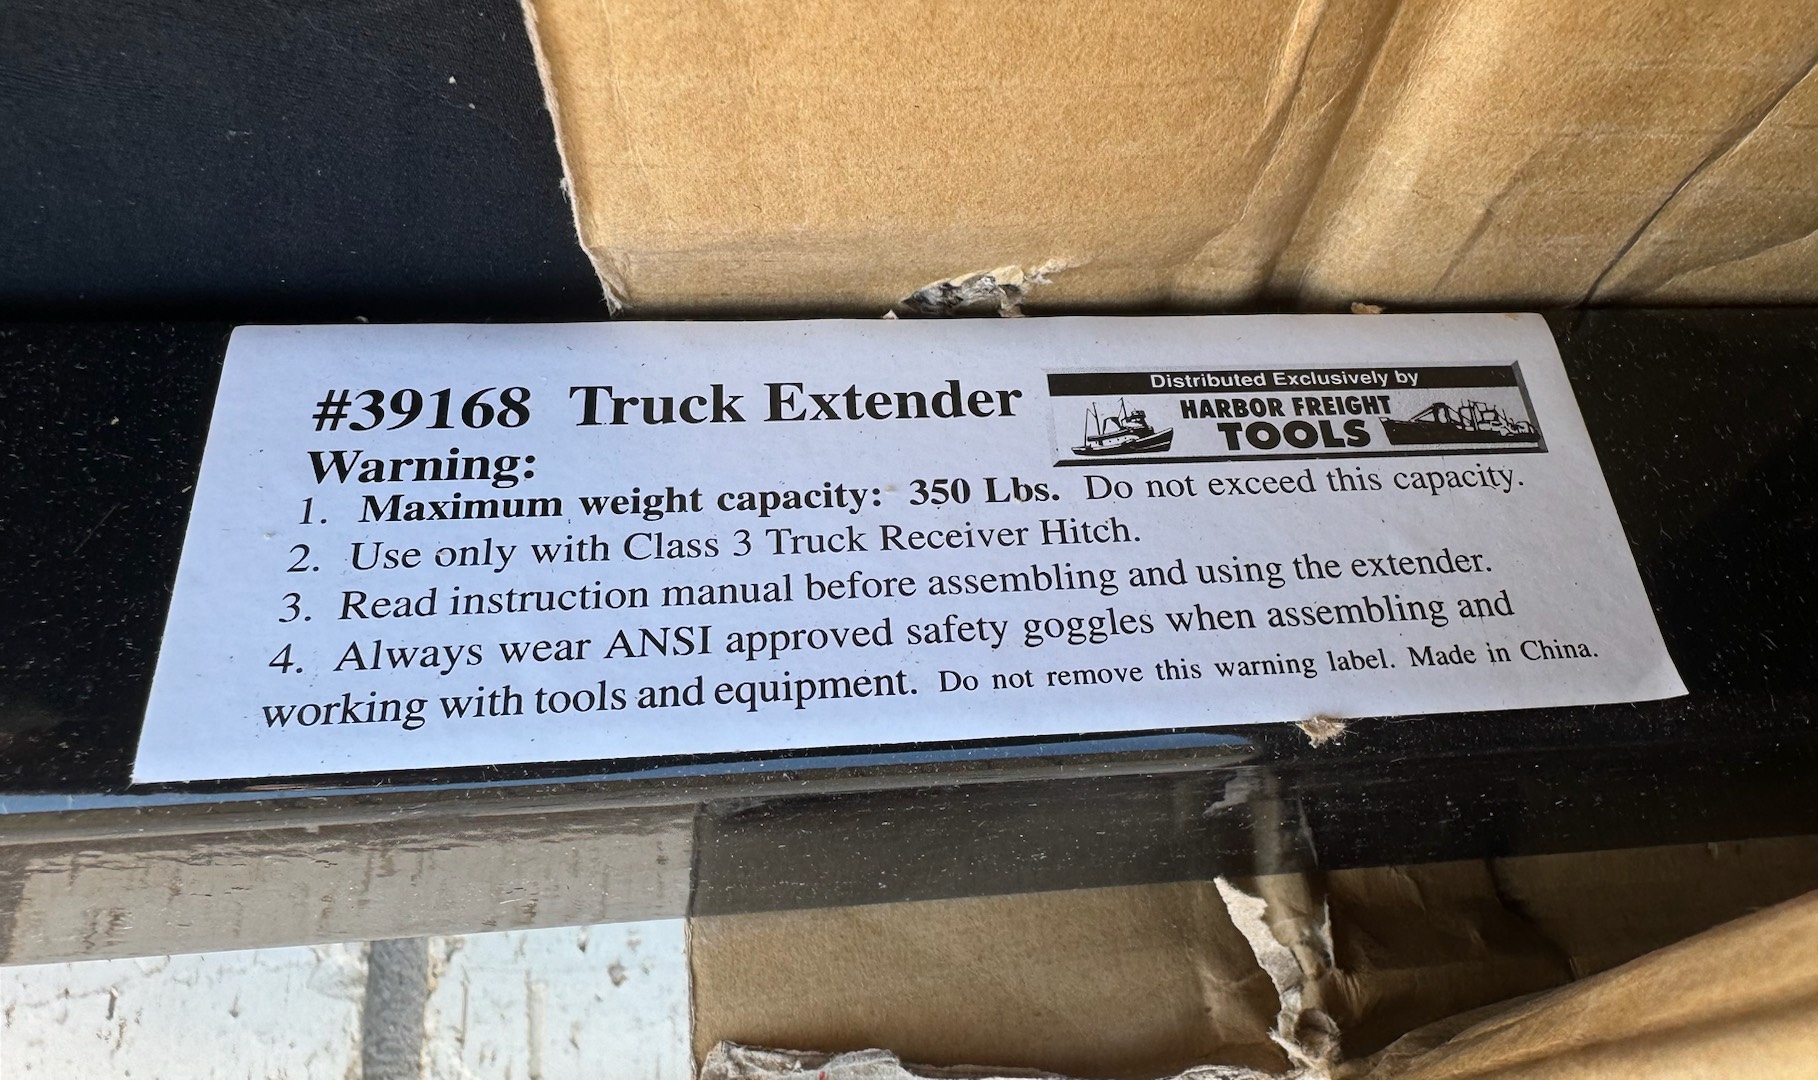 #39168 Truck Extender
Distributed Exclusively by
HARBOR FREIGHT
TOOLS
Warning:
1. Maximum weight capacity: 350 Lbs. Do not exceed this capacity.
2. Use only with Class 3 Truck Receiver Hitch.
3. Read instruction manual before assembling and using the extender.
4. Always wear ANSI approved safety goggles when assembling and
working with tools and equipment. Do not remove this warning label. Made in China.